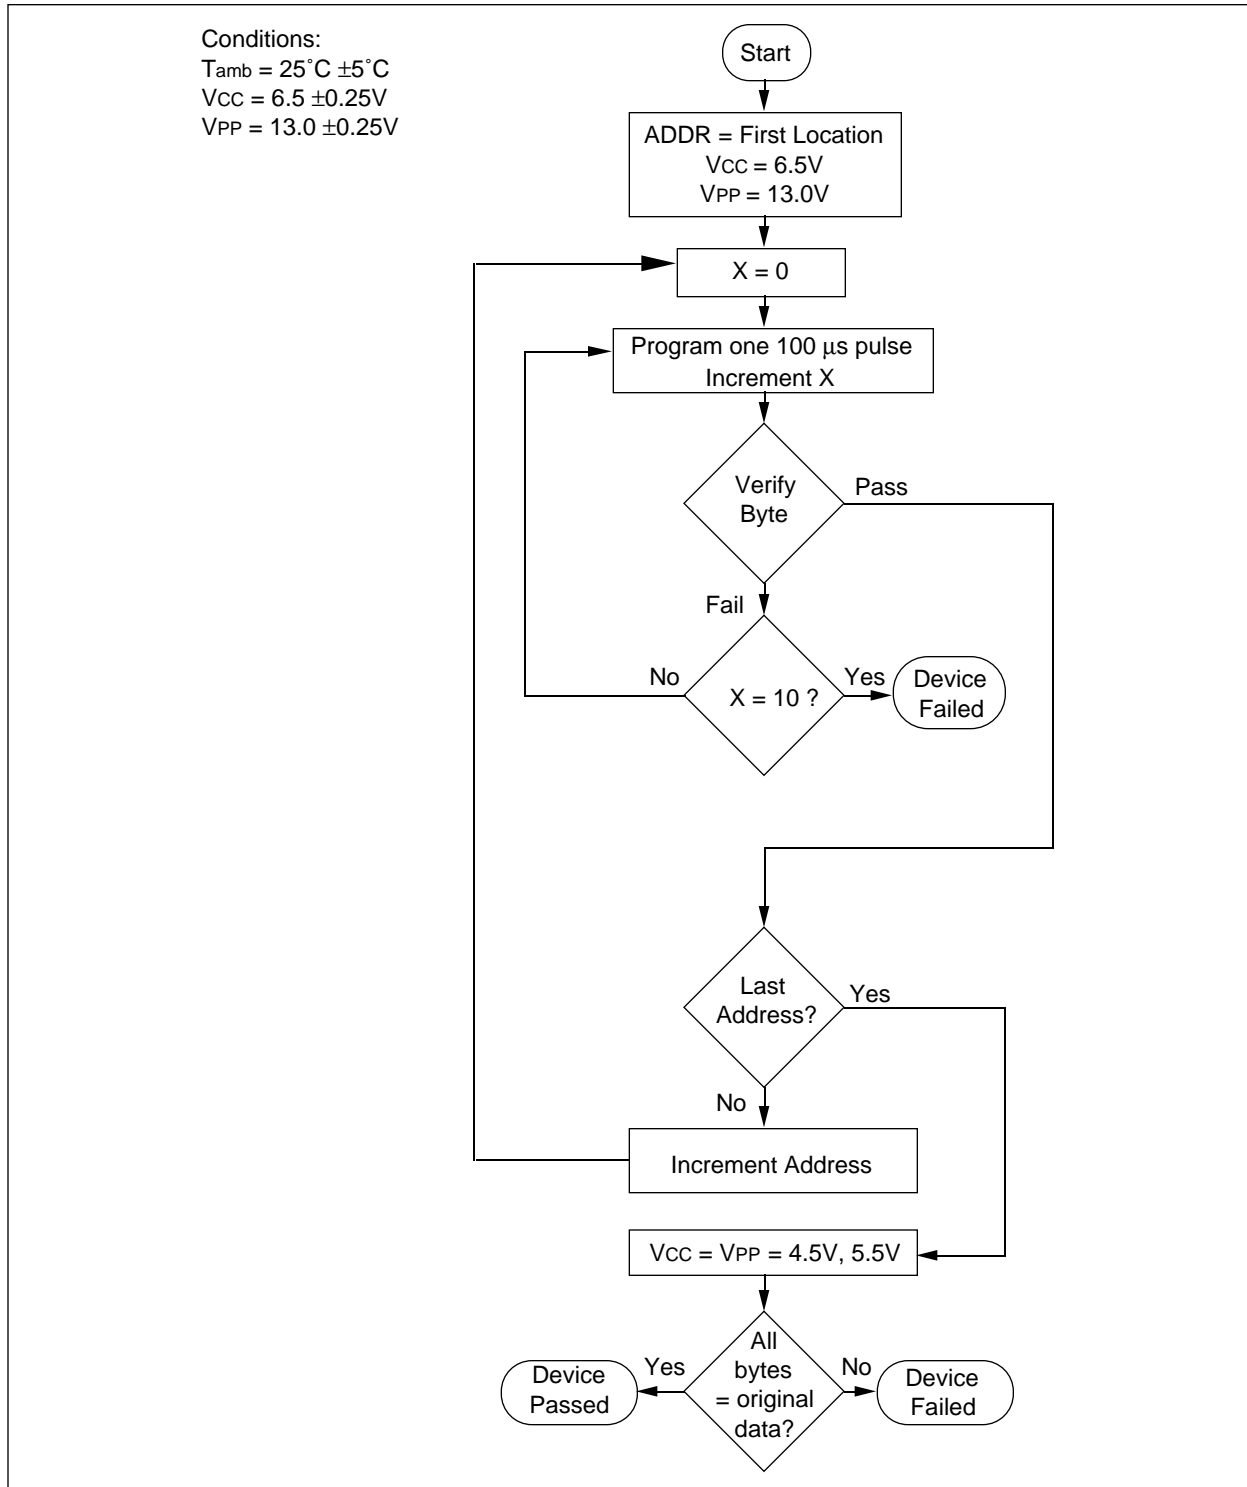 Conditions:
Tamb = 25˚C ±5˚C
VCC = 6.5 ±0.25V
VPP = 13.0 ±0.25V
Start
ADDR = First Location
VCC = 6.5V
VPP = 13.0V
X = 0
Program one 100 µs pulse
Increment X
Verify
Byte
Pass
Fail
X = 10 ?
No
Yes
Device
Failed
Last
Address?
Yes
No
Increment Address
VCC = VPP = 4.5V, 5.5V
All
bytes
= original
data?
Yes
Device
Passed
No
Device
Failed